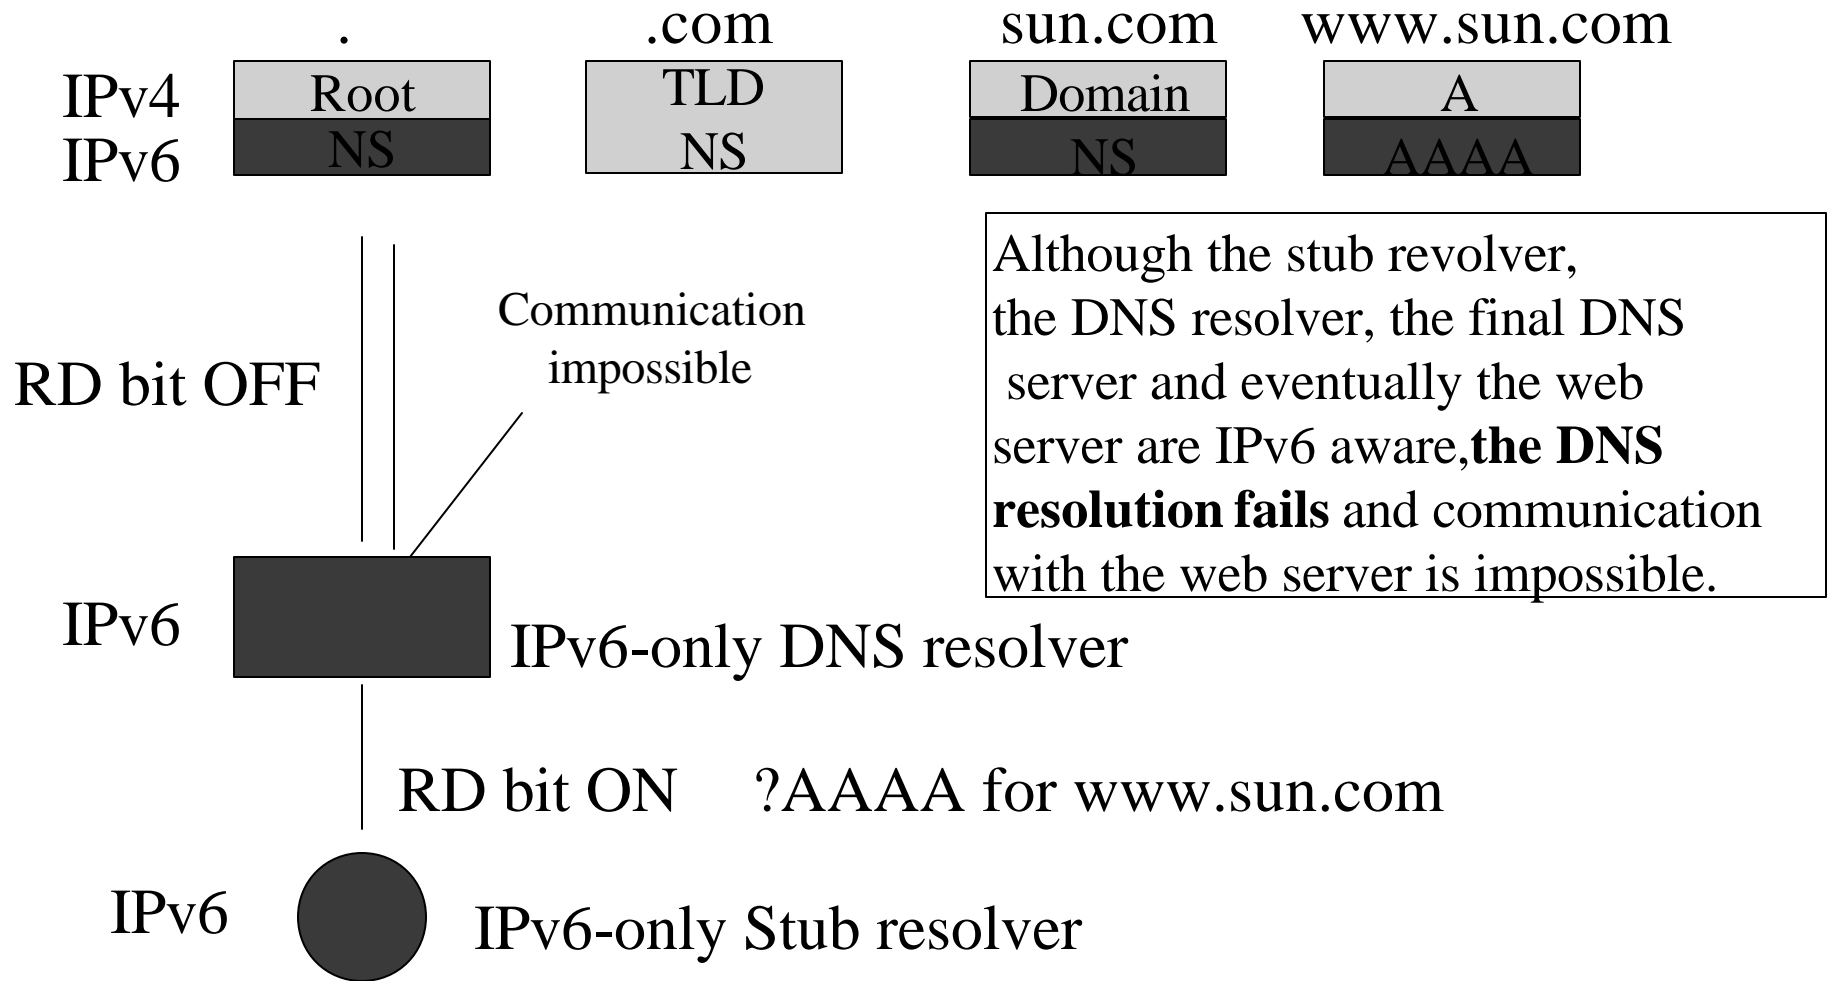 . .com sun.com www.sun.com
IPv4 Root TLD Domain A
IPv6 NS NS NS AAAA
Although the stub revolver,
the DNS resolver, the final DNS
server and eventually the web
server are IPv6 aware,the DNS
resolution fails and communication
with the web server is impossible.
Communication
impossible
RD bit OFF
IPv6
IPv6-only DNS resolver
RD bit ON ?AAAA for www.sun.com
IPv6
IPv6-only Stub resolver